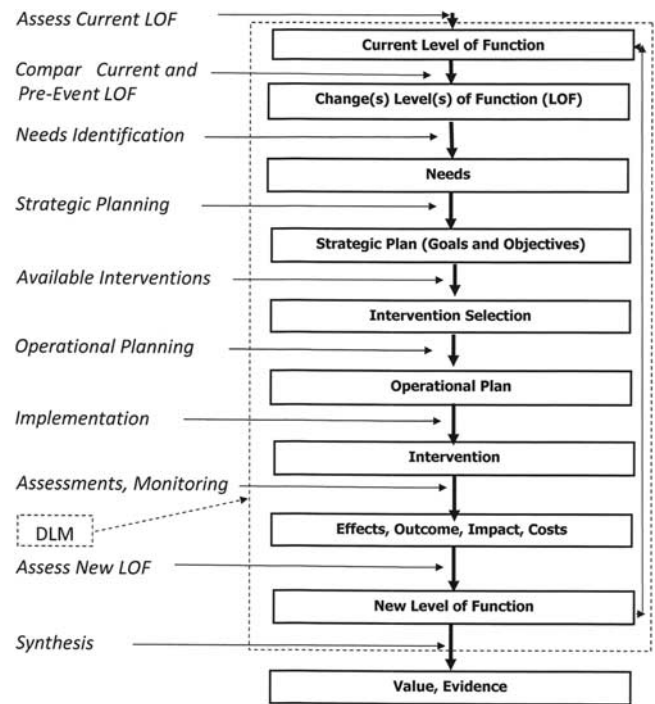 Assess Current LOF
Current Level of Function
Compar Current and
Pre-Event LOF
Change(s) Level(s) of Function (LOF)
Needs Identification
Needs
Strategic Planning
Strategic Plan (Goals and Objectives)
Available Interventions
Intervention Selection
Operational Planning
Operational Plan
Implementation
Intervention
Assessments, Monitoring
Effects, Outcome, Impact, Costs
DLM
Assess New LOF
New Level of Function
Synthesis
Value, Evidence